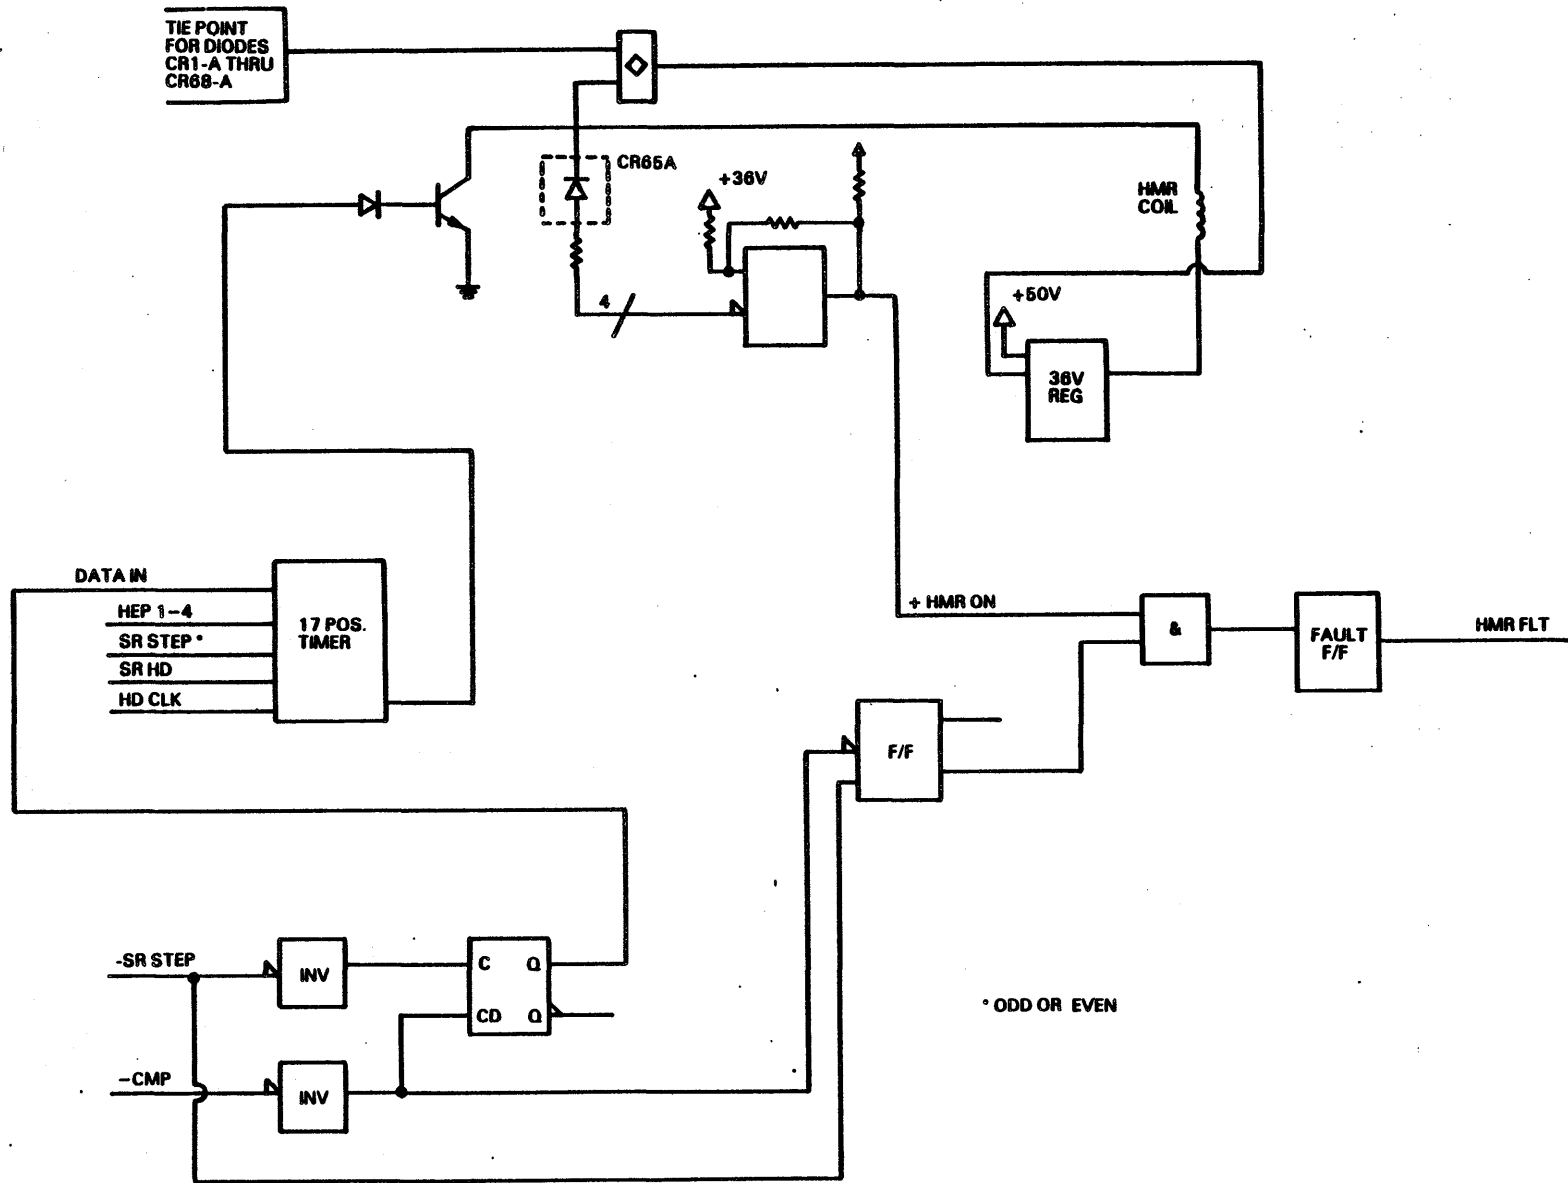 TIE POINT
FOR DIODES
CR1-A THRU
CR68-A
CR65A
+36V
HMR
COIL
4
+50V
36V
REG
DATA IN
HEP 1-4
SR STEP *
SR HD
HD CLK
17 POS.
TIMER
+ HMR ON
&
FAULT
F/F
HMR FLT
F/F
-SR STEP
INV
C Q
CD Q
* ODD OR EVEN
-CMP
INV